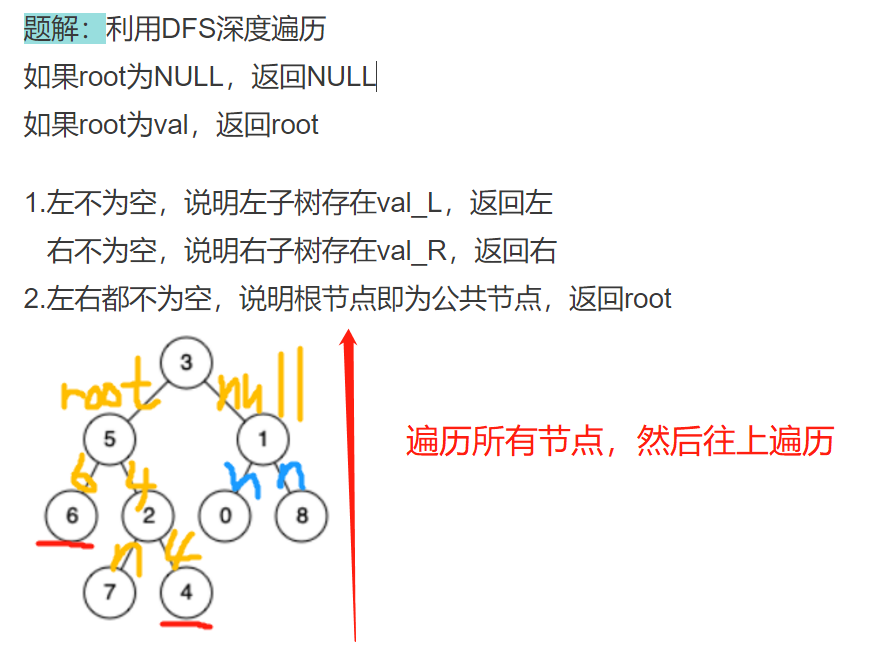 题解：利用DFS深度遍历
如果root为NULL，返回NULL
如果root为val，返回root
1.左不为空，说明左子树存在val_L，返回左
右不为空，说明右子树存在val_R，返回右
2.左右都不为空，说明根节点即为公共节点，返回root
3
root null
5 1
6 4 n n
6 2 0 8
n 4
7 4
遍历所有节点，然后往上遍历